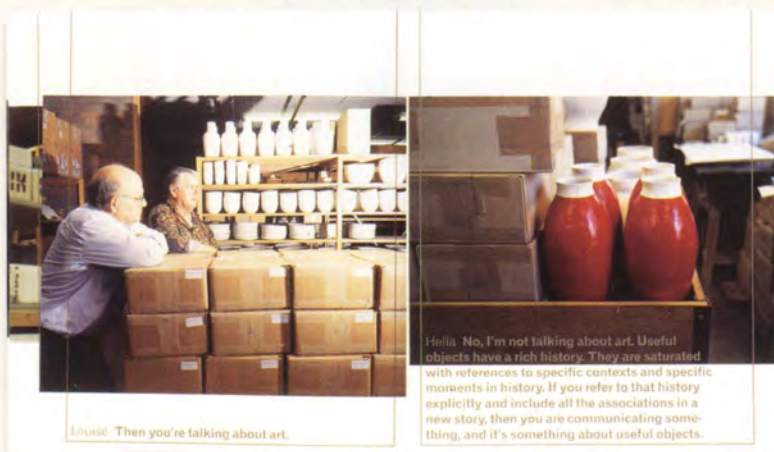 Louise Then you're talking about art.
Hella No, I'm not talking about art. Useful
objects have a rich history. They are saturated
with references to specific contexts and specific
moments in history. If you refer to that history
explicitly and include all the associations in a
new story, then you are communicating some-
thing, and it's something about useful objects.